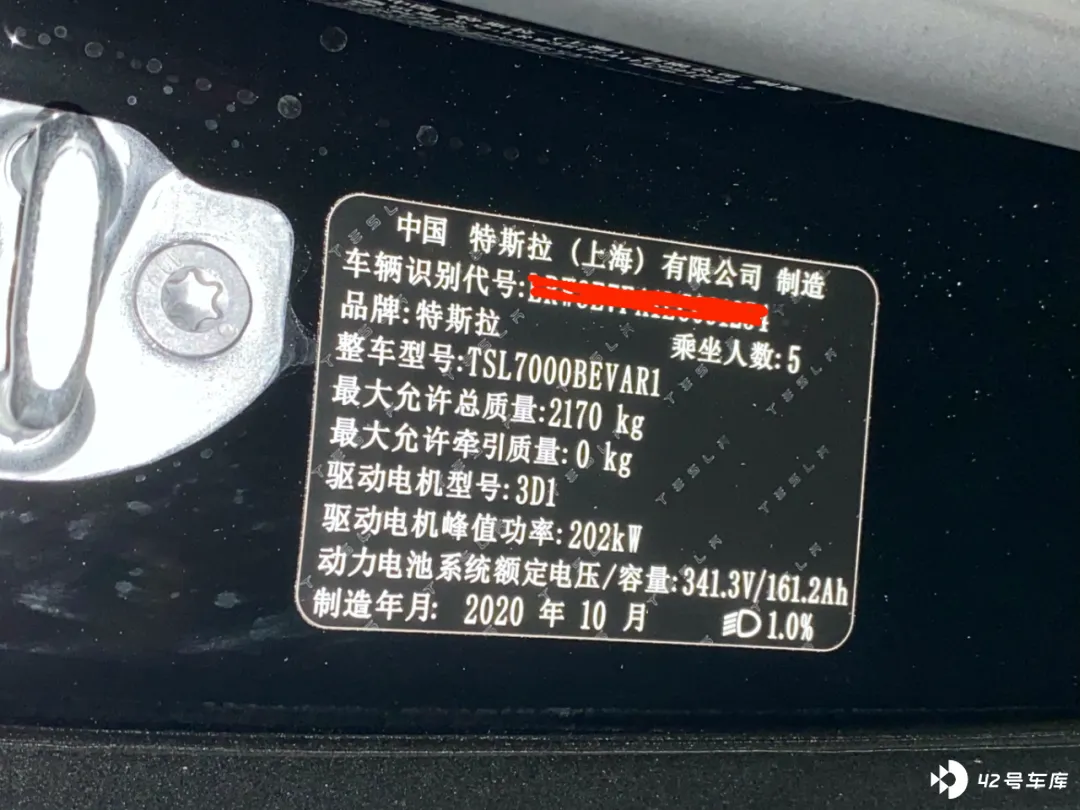 中国 特斯拉(上海)有限公司 制造
车辆识别代号:
品牌:特斯拉
乘坐人数:5
整车型号:TSL7000BEVAR1
最大允许总质量:2170 kg
最大允许牵引质量:0 kg
驱动电机型号:3D1
驱动电机峰值功率:202kW
动力电池系统额定电压/容量:341.3V/161.2Ah
制造年月: 2020 年 10 月
1.0%
42号车库